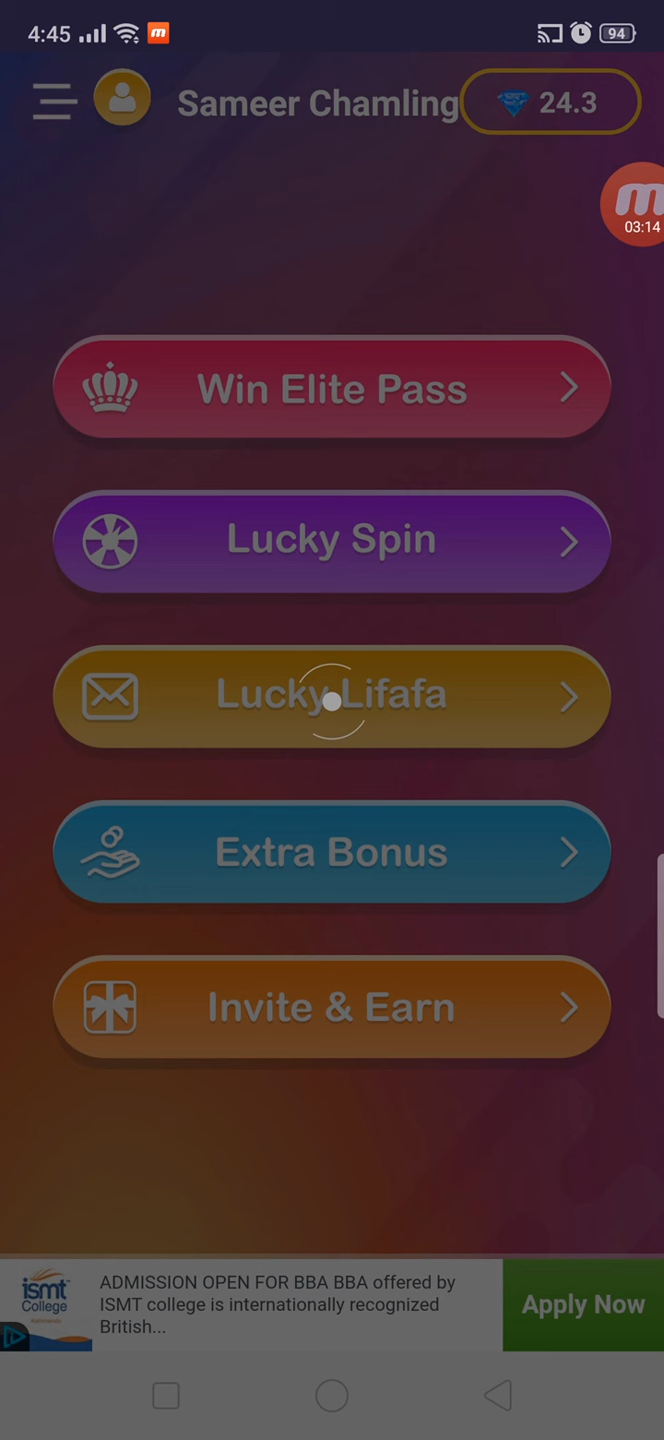 4:45
94
Sameer Chamling
24.3
m
03:14
Win Elite Pass
Lucky Spin
Lucky Lifafa
Extra Bonus
Invite & Earn
ismt
College
Kathmandu
ADMISSION OPEN FOR BBA BBA offered by
ISMT college is internationally recognized
British...
Apply Now